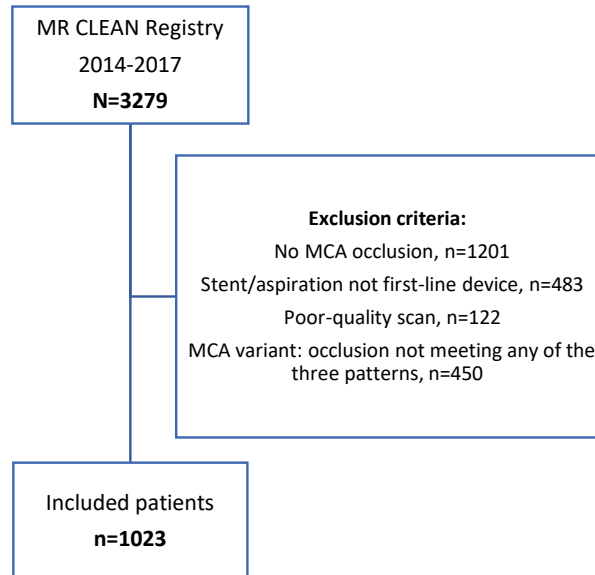 MR CLEAN Registry
2014-2017
N=3279
Exclusion criteria:
No MCA occlusion, n=1201
Stent/aspiration not first-line device, n=483
Poor-quality scan, n=122
MCA variant: occlusion not meeting any of the
three patterns, n=450
Included patients
n=1023